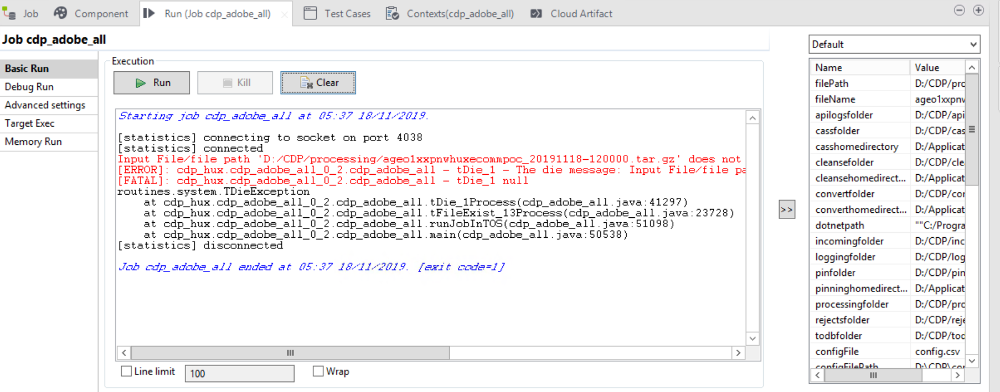 Job Component Run (Job cdp_adobe_all) Test Cases Contexts(cdp_adobe_all) Cloud Artifact
Job cdp_adobe_all
Default
Basic Run
Debug Run
Advanced settings
Target Exec
Memory Run
Execution
Run Kill Clear
Starting job cdp_adobe_all at 05:37 18/11/2019.
[statistics] connecting to socket on port 4038
[statistics] connected
Input File/file path 'D:/CDP/processing/ageo1xxpnwhuxecommpoc_20191118-120000.tar.gz' does not
[ERROR]: cdp_hux.cdp_adobe_all_0_2.cdp_adobe_all - tDie_1 - The die message: Input File/file pa
[FATAL]: cdp_hux.cdp_adobe_all_0_2.cdp_adobe_all - tDie_1 null
routines.system.TDieException
at cdp_hux.cdp_adobe_all_0_2.cdp_adobe_all.tDie_1Process(cdp_adobe_all.java:41297)
at cdp_hux.cdp_adobe_all_0_2.cdp_adobe_all.tFileExist_13Process(cdp_adobe_all.java:23728)
at cdp_hux.cdp_adobe_all_0_2.cdp_adobe_all.runJobInTOS(cdp_adobe_all.java:51098)
at cdp_hux.cdp_adobe_all_0_2.cdp_adobe_all.main(cdp_adobe_all.java:50538)
[statistics] disconnected
Job cdp_adobe_all ended at 05:37 18/11/2019. [exit code=1]
Line limit 100 Wrap
>>
Name Value
filePath D:/CDP/pro
fileName ageo1xxpnw
apilogsfolder D:/CDP/api
cassfolder D:/CDP/cas
casshomedirectory D:/Applicat
cleansefolder D:/CDP/cle
cleansehomedirect... D:/Applicat
convertfolder D:/CDP/cor
converthomedirect... D:/Applicat
dotnetpath ""C:/Progra
incomingfolder D:/CDP/inc
loggingfolder D:/CDP/log
pinfolder D:/CDP/pin
pinninghomedirect... D:/Applicat
processingfolder D:/CDP/pro
rejectsfolder D:/CDP/reje
todbfolder D:/CDP/tod
configFile config.csv
configFilePath D:\CDP\cor